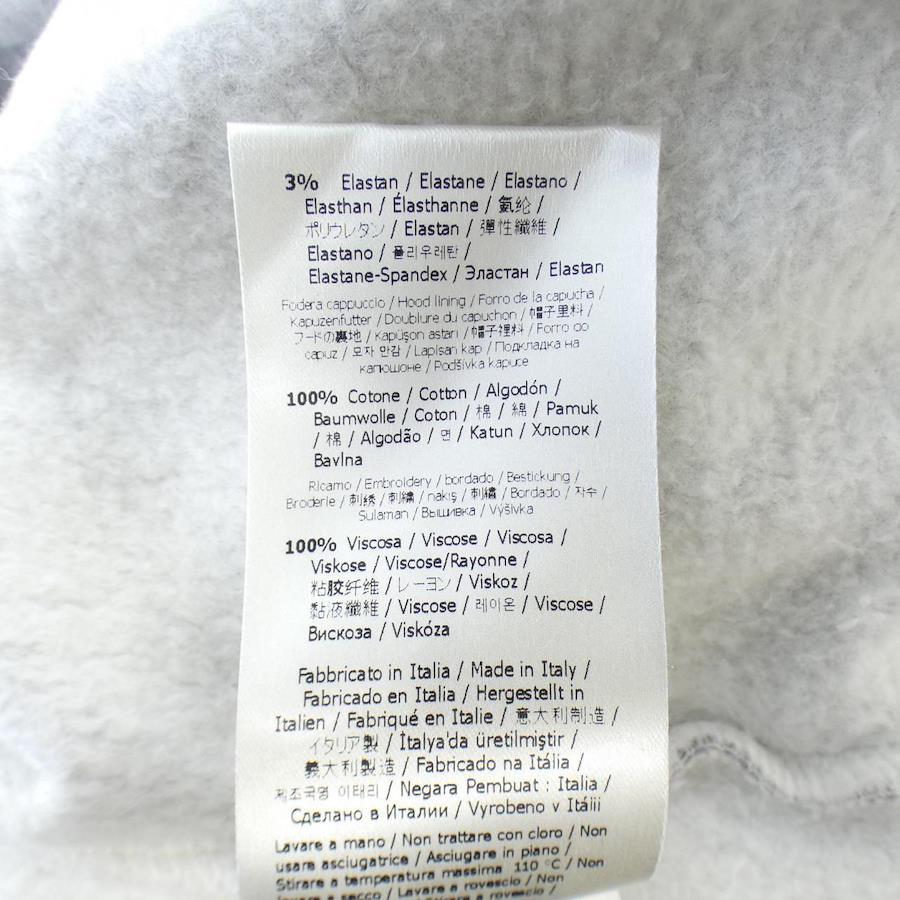 3% Elastan / Elastane / Elastano /
Elasthan / Élasthanne / 氨纶 /
ポリウレタン / Elastan / 彈性纖維 /
Elastano / 폴리우레탄 /
Elastane-Spandex / Эластан / Elastan
Fodera cappuccio / Hood lining / Forro de la capucha /
Kapuzenfutter / Doublure du capuchon / 帽子里料 /
フードの裏地 / Kapüşon astarı / 帽子裡料 / Forro do
capuz / 모자 안감 / Lapisan kap / Подкладка на
капюшоне / Podšívka kapuce
100% Cotone / Cotton / Algodón /
Baumwolle / Coton / 棉 / 綿 / Pamuk
/ 棉 / Algodão / 면 / Katun / Хлопок /
Bavlna
Ricamo / Embroidery / bordado / Bestickung /
Broderie / 刺绣 / 刺繍 / nakış / 刺繡 / Bordado / 자수 /
Sulaman / Вышивка / Výšivka
100% Viscosa / Viscose / Viscosa /
Viskose / Viscose/Rayonne /
粘胶纤维 / レーヨン / Viskoz /
黏液纖維 / Viscose / 레이온 / Viscose /
Вискоза / Viskóza
Fabbricato in Italia / Made in Italy /
Fabricado en Italia / Hergestellt in
Italien / Fabriqué en Italie / 意大利制造 /
イタリア製 / İtalya'da üretilmiştir /
義大利製造 / Fabricado na Itália /
제조국명 이태리 / Negara Pembuat : Italia /
Сделано в Италии / Vyrobeno v Itálii
Lavare a mano / Non trattare con cloro / Non
usare asciugatrice / Asciugare in piano /
Stirare a temperatura massima 110 °C / Non
lavare a secco / Lavare a rovescio / Non
Stirare a rovescio /